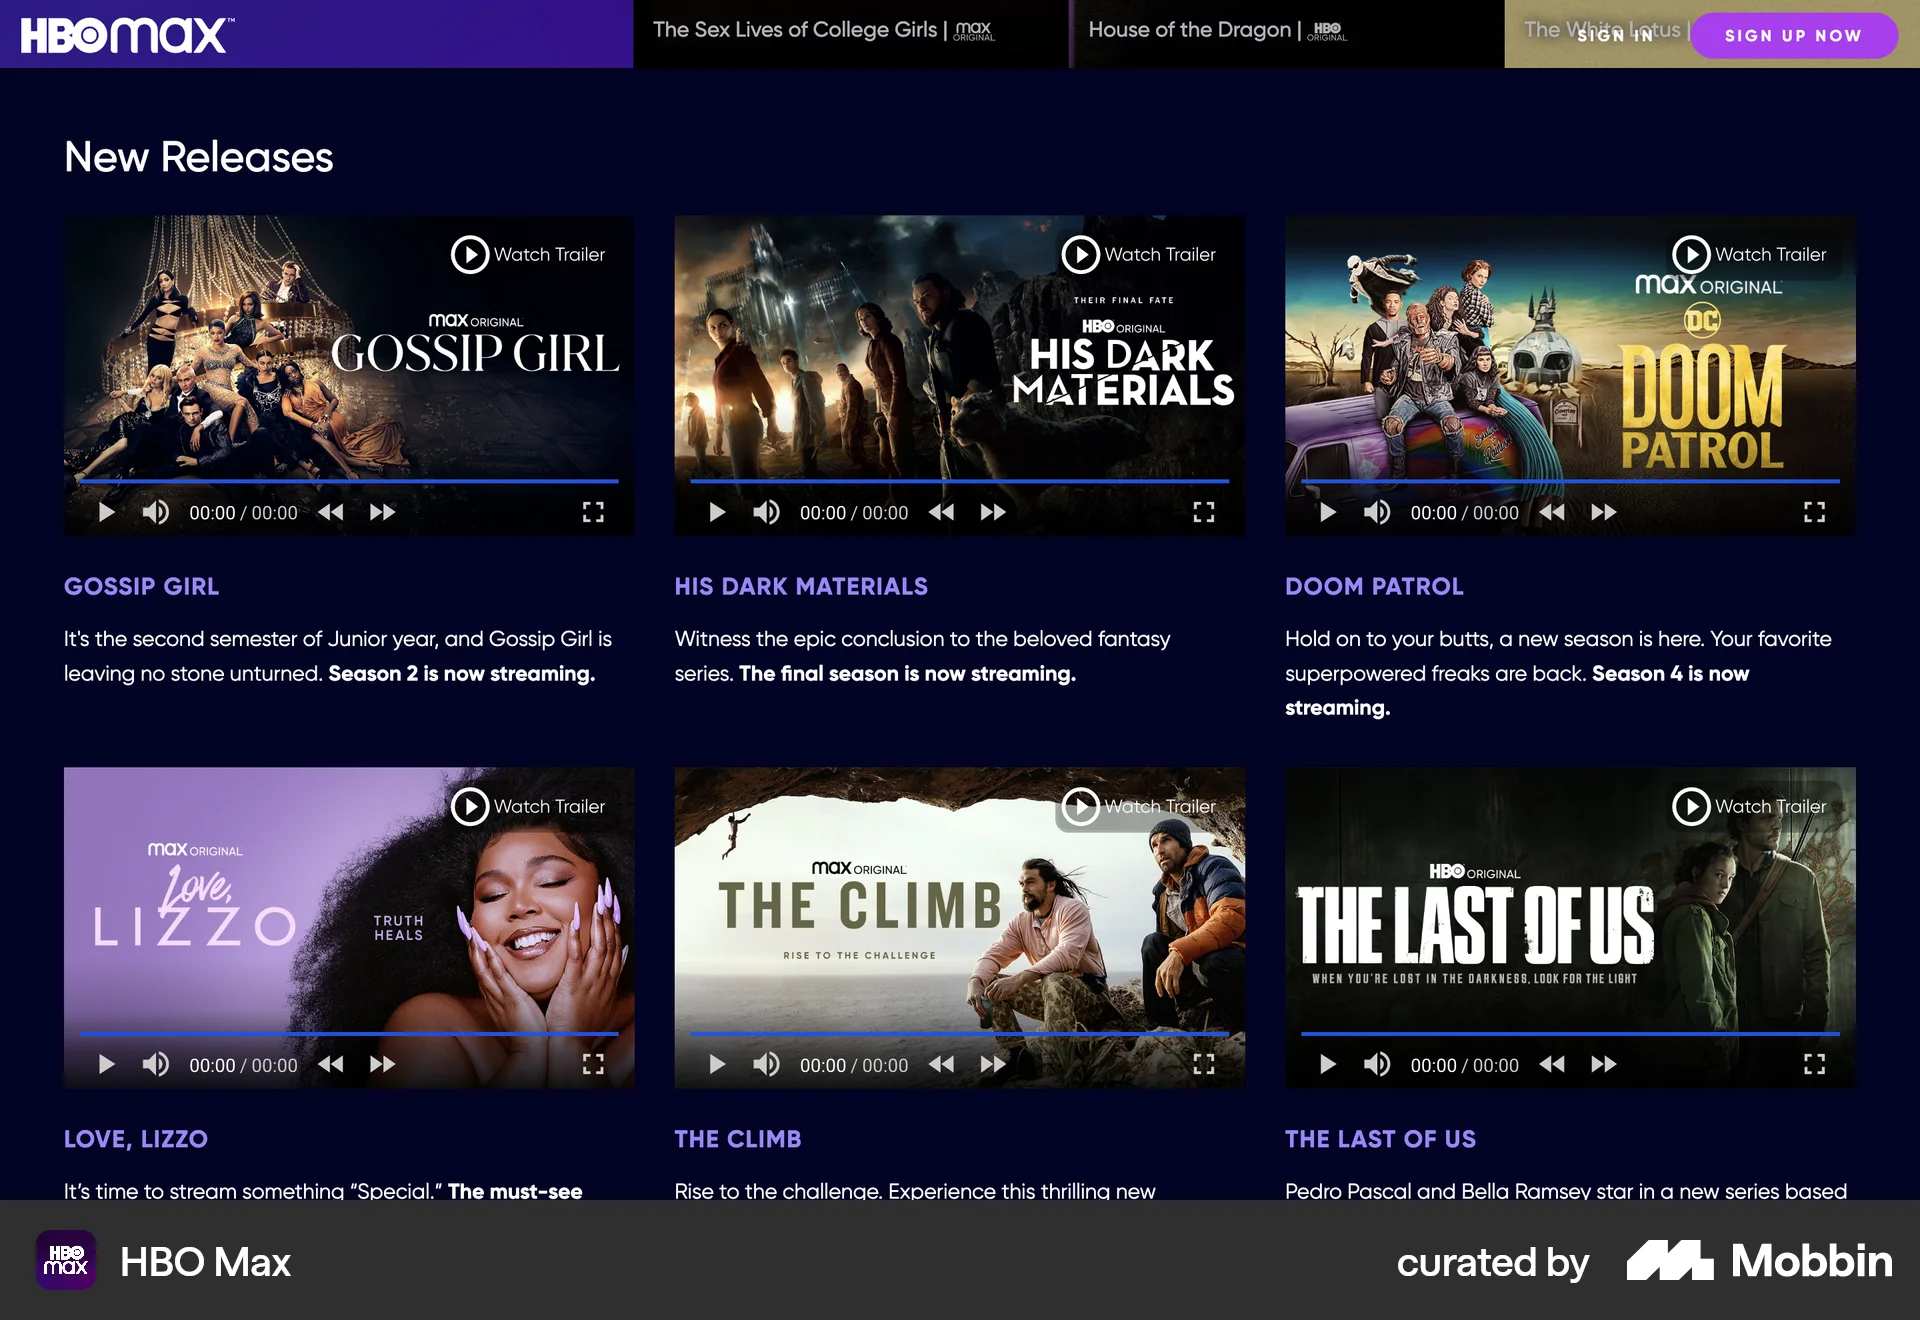 HBOmax™
The Sex Lives of College Girls | max ORIGINAL
House of the Dragon | HBO ORIGINAL
The White Lotus |
SIGN IN
SIGN UP NOW
New Releases
Watch Trailer
max ORIGINAL
GOSSIP GIRL
00:00 / 00:00
Watch Trailer
THEIR FINAL FATE
HBO ORIGINAL
HIS DARK
MATERIALS
00:00 / 00:00
Watch Trailer
max ORIGINAL
DC
DOOM
PATROL
00:00 / 00:00
GOSSIP GIRL
It's the second semester of Junior year, and Gossip Girl is
leaving no stone unturned. Season 2 is now streaming.
HIS DARK MATERIALS
Witness the epic conclusion to the beloved fantasy
series. The final season is now streaming.
DOOM PATROL
Hold on to your butts, a new season is here. Your favorite
superpowered freaks are back. Season 4 is now
streaming.
Watch Trailer
max ORIGINAL
Love,
LIZZO
TRUTH
HEALS
00:00 / 00:00
Watch Trailer
max ORIGINAL
THE CLIMB
RISE TO THE CHALLENGE
00:00 / 00:00
Watch Trailer
HBO ORIGINAL
THE LAST OF US
WHEN YOU'RE LOST IN THE DARKNESS, LOOK FOR THE LIGHT
00:00 / 00:00
LOVE, LIZZO
It's time to stream something “Special.” The must-see
THE CLIMB
Rise to the challenge. Experience this thrilling new
THE LAST OF US
Pedro Pascal and Bella Ramsey star in a new series based
HBO max
HBO Max
curated by Mobbin